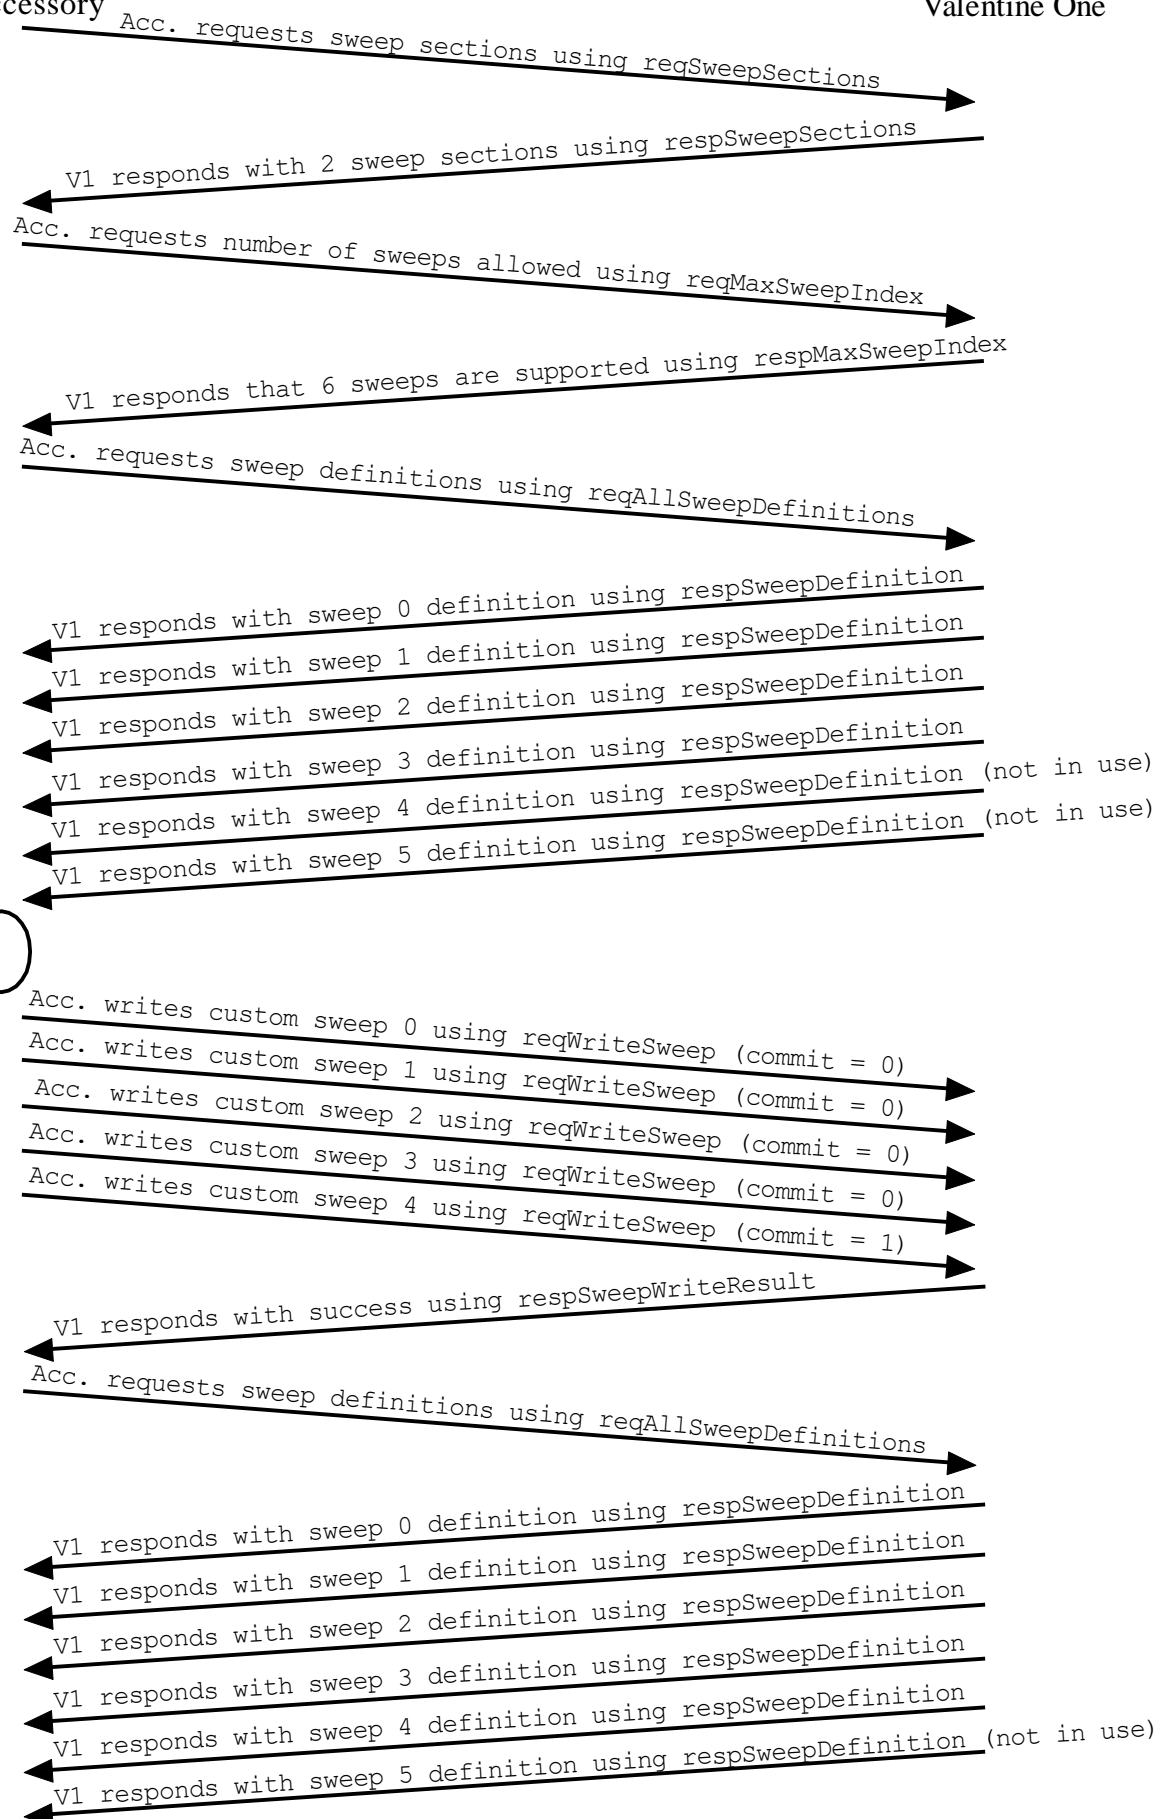 ccessory
Valentine One
Acc. requests sweep sections using reqSweepSections
V1 responds with 2 sweep sections using respSweepSections
Acc. requests number of sweeps allowed using reqMaxSweepIndex
V1 responds that 6 sweeps are supported using respMaxSweepIndex
Acc. requests sweep definitions using reqAllSweepDefinitions
V1 responds with sweep 0 definition using respSweepDefinition
V1 responds with sweep 1 definition using respSweepDefinition
V1 responds with sweep 2 definition using respSweepDefinition
V1 responds with sweep 3 definition using respSweepDefinition
V1 responds with sweep 4 definition using respSweepDefinition (not in use)
V1 responds with sweep 5 definition using respSweepDefinition (not in use)
Acc. writes custom sweep 0 using reqWriteSweep (commit = 0)
Acc. writes custom sweep 1 using reqWriteSweep (commit = 0)
Acc. writes custom sweep 2 using reqWriteSweep (commit = 0)
Acc. writes custom sweep 3 using reqWriteSweep (commit = 0)
Acc. writes custom sweep 4 using reqWriteSweep (commit = 1)
V1 responds with success using respSweepWriteResult
Acc. requests sweep definitions using reqAllSweepDefinitions
V1 responds with sweep 0 definition using respSweepDefinition
V1 responds with sweep 1 definition using respSweepDefinition
V1 responds with sweep 2 definition using respSweepDefinition
V1 responds with sweep 3 definition using respSweepDefinition
V1 responds with sweep 4 definition using respSweepDefinition
V1 responds with sweep 5 definition using respSweepDefinition (not in use)